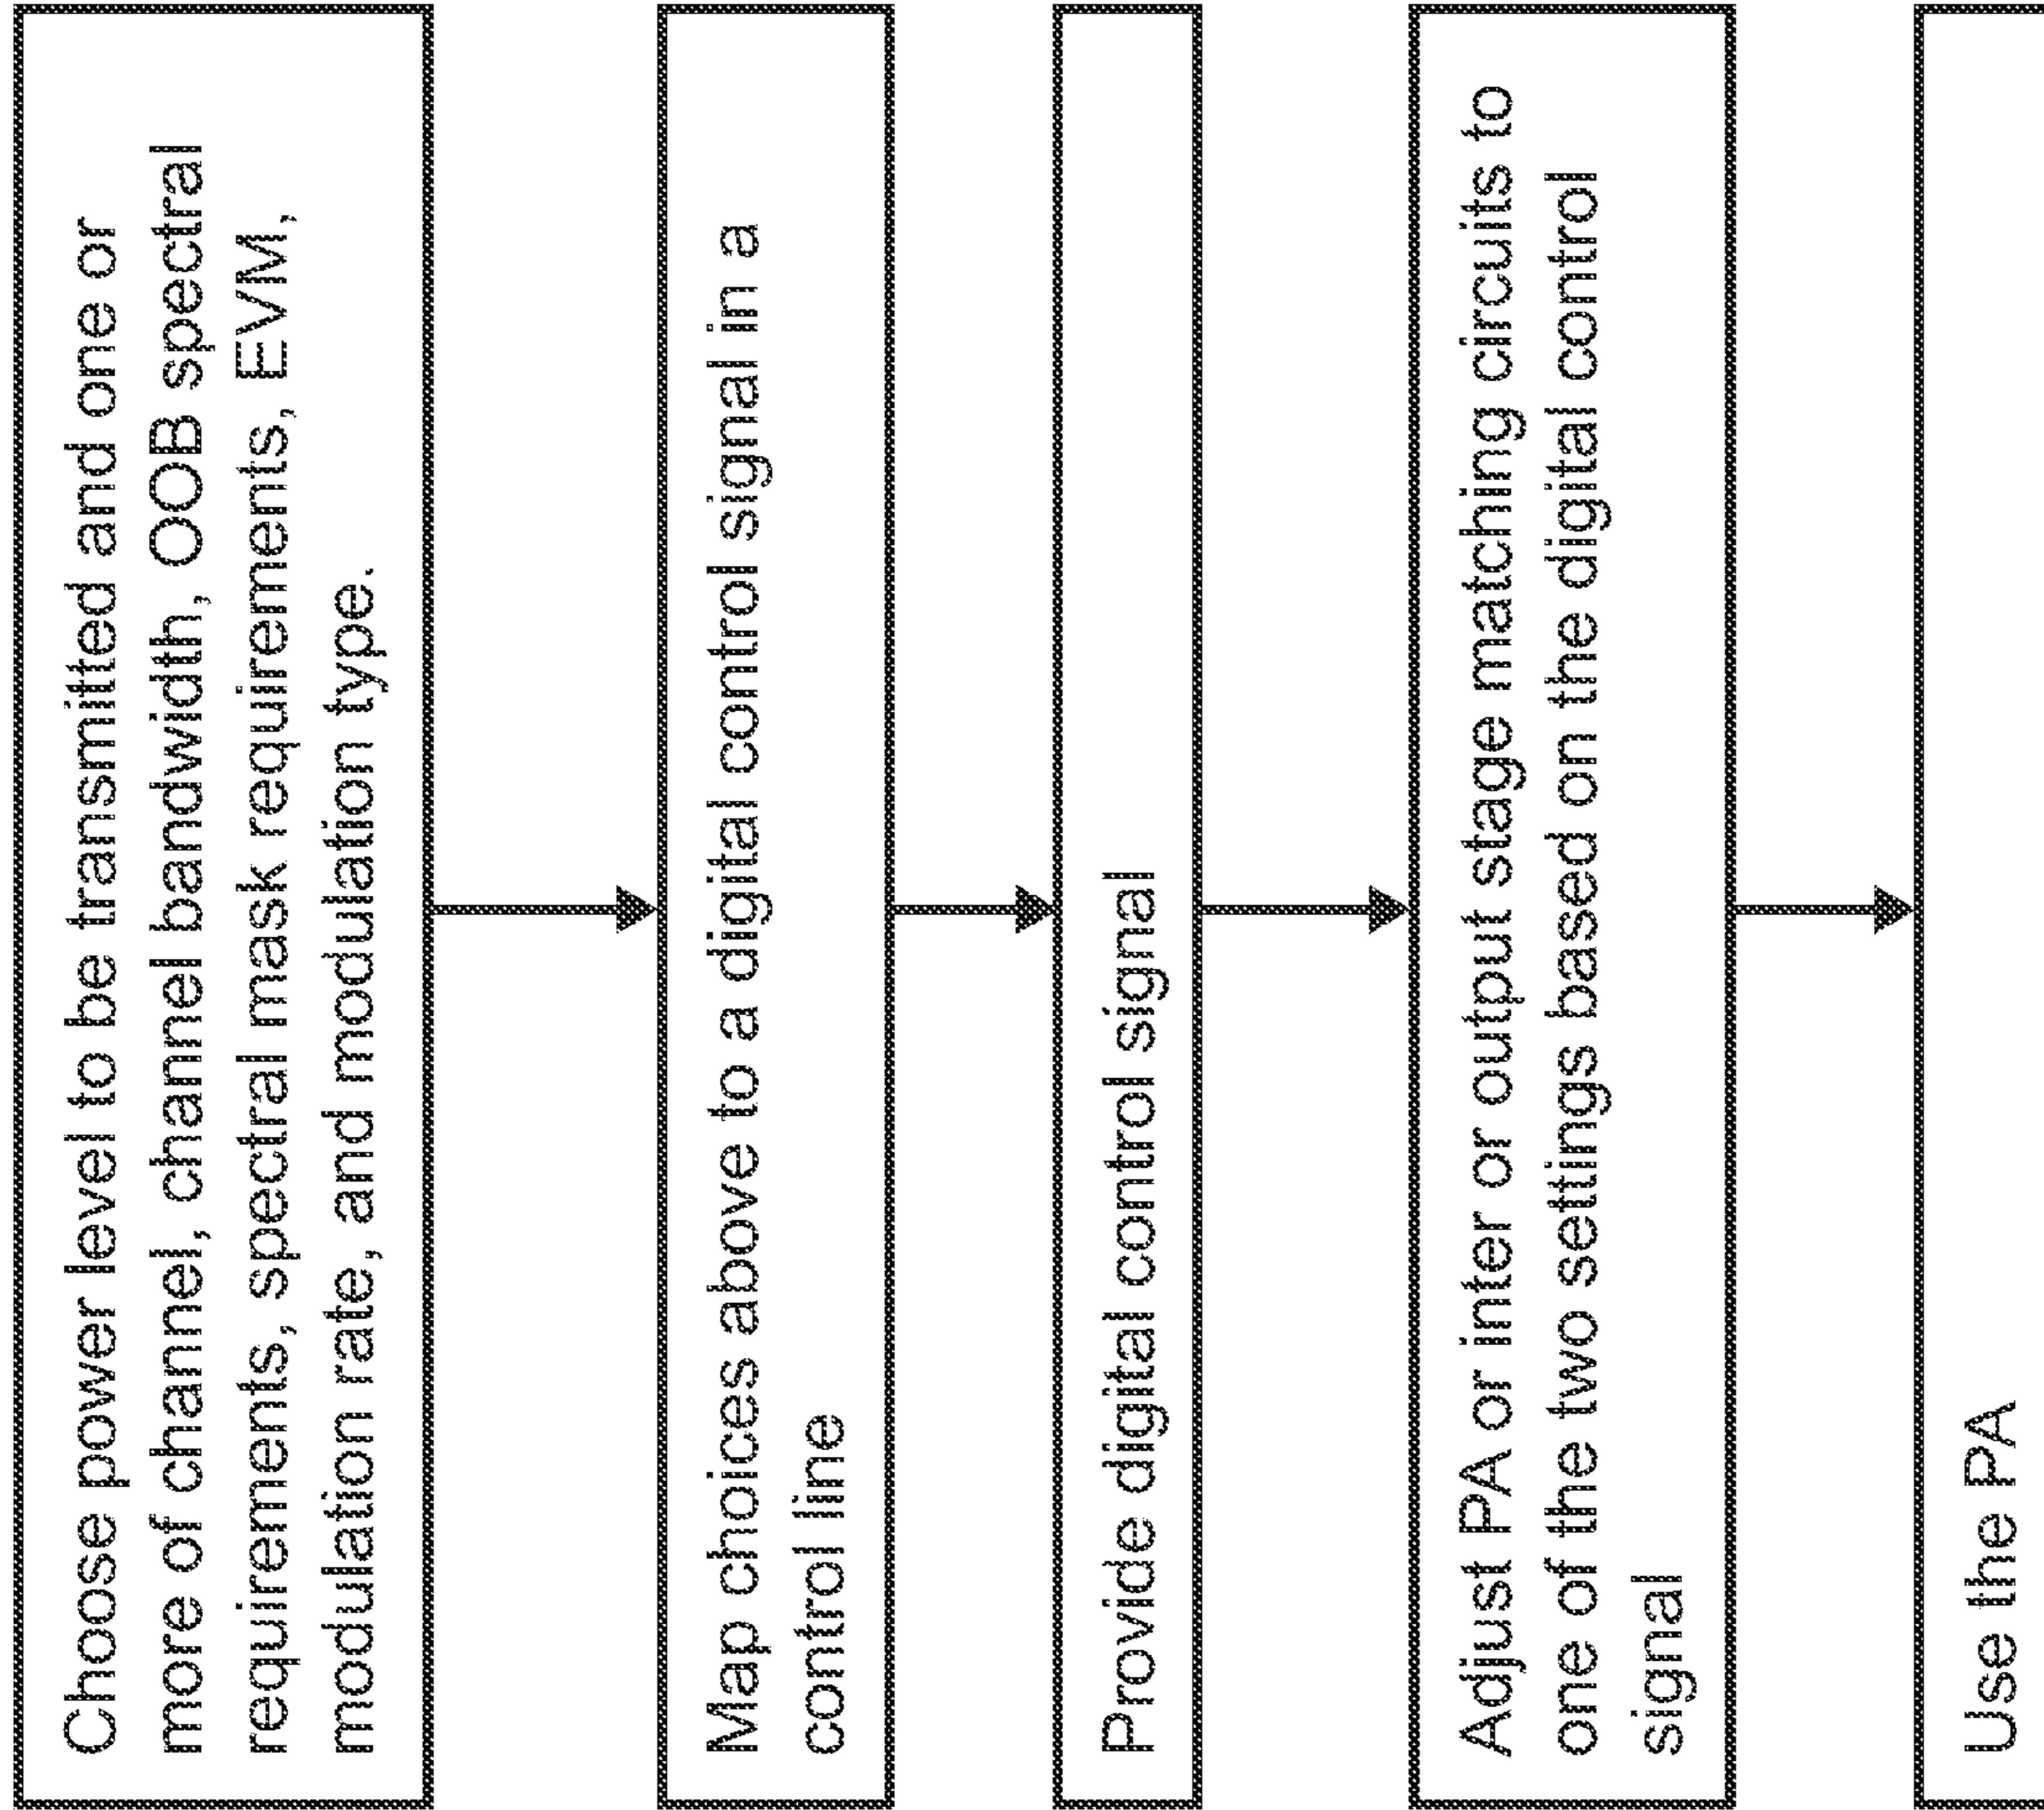 Choose power level to be transmitted and one or
more of channel, channel bandwidth, OOB spectral
requirements, spectral mask requirements, EVM,
modulation rate, and modulation type.
Map choices above to a digital control signal in a
control line
Provide digital control signal
Adjust PA or inter or output stage matching circuits to
one of the two settings based on the digital control
signal
Use the PA